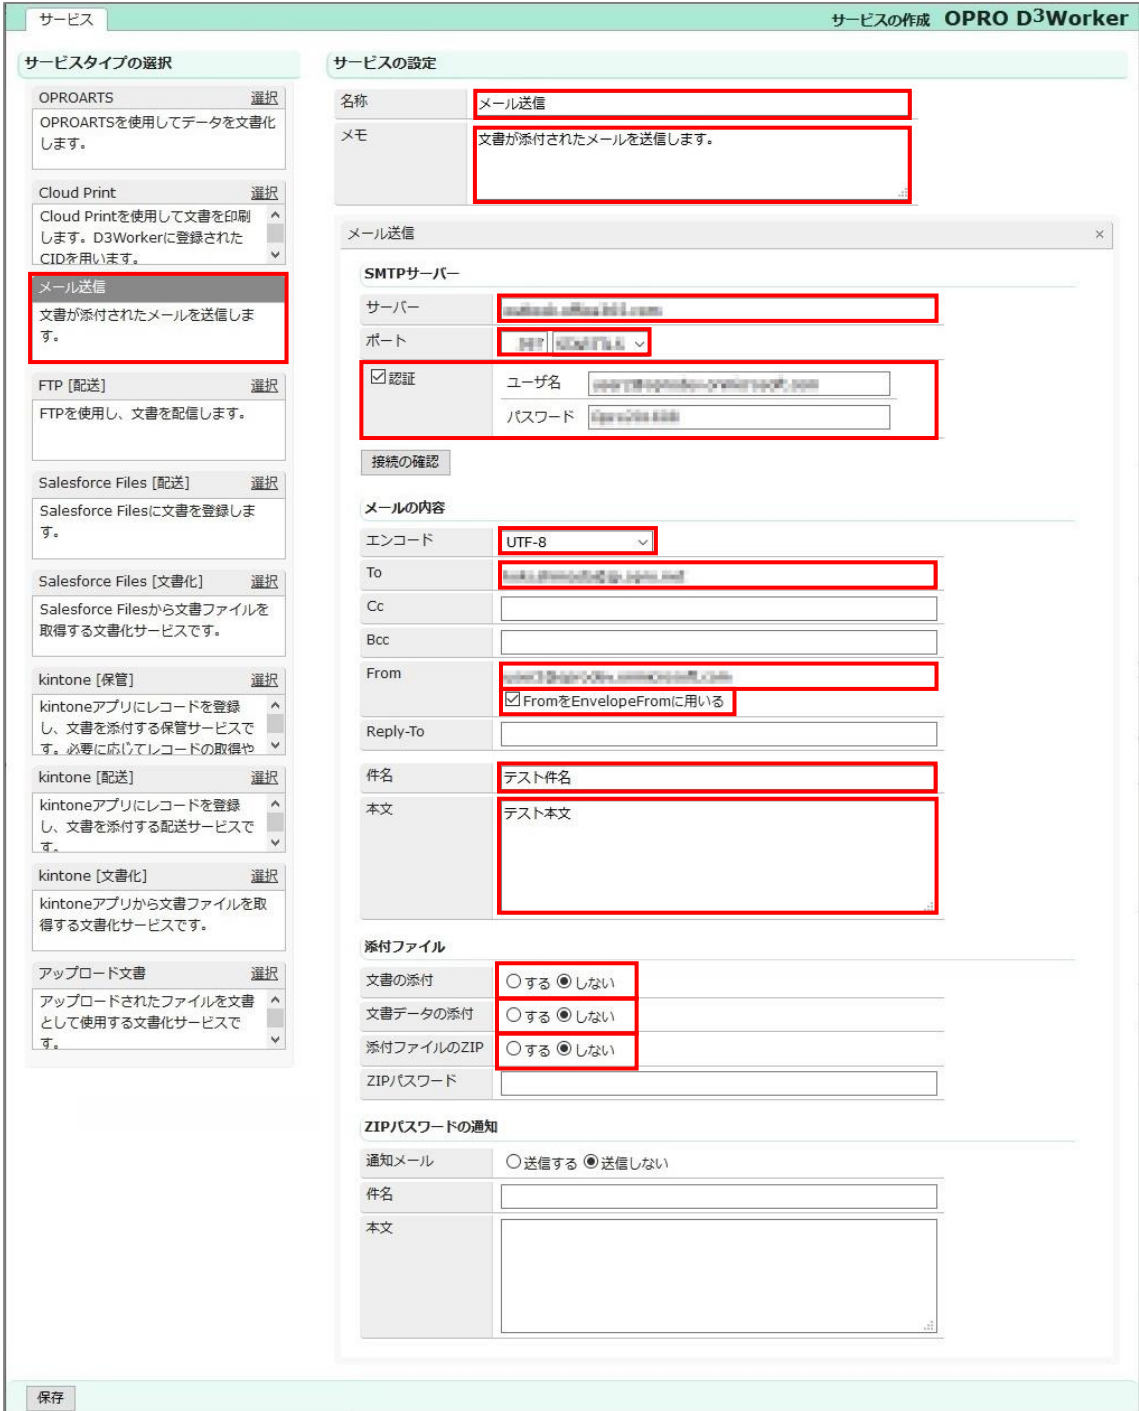 サービス
サービスの作成 OPRO D3Worker
サービスタイプの選択
OPROARTS 選択
OPROARTSを使用してデータを文書化
します。
Cloud Print 選択
Cloud Printを使用して文書を印刷
します。D3Workerに登録された
CIDを用います。
メール送信
文書が添付されたメールを送信しま
す。
FTP [配送] 選択
FTPを使用し、文書を配信します。
Salesforce Files [配送] 選択
Salesforce Filesに文書を登録しま
す。
Salesforce Files [文書化] 選択
Salesforce Filesから文書ファイルを
取得する文書化サービスです。
kintone [保管] 選択
kintoneアプリにレコードを登録
し、文書を添付する保管サービスで
す。必要に応じてレコードの取得や
kintone [配送] 選択
kintoneアプリにレコードを登録
し、文書を添付する配送サービスで
す。
kintone [文書化] 選択
kintoneアプリから文書ファイルを取
得する文書化サービスです。
アップロード文書 選択
アップロードされたファイルを文書
として使用する文書化サービスで
す。
サービスの設定
名称 メール送信
メモ 文書が添付されたメールを送信します。
メール送信 ×
SMTPサーバー
サーバー
ポート
認証 ユーザ名
パスワード
接続の確認
メールの内容
エンコード UTF-8
To
Cc
Bcc
From
FromをEnvelopeFromに用いる
Reply-To
件名 テスト件名
本文 テスト本文
添付ファイル
文書の添付 する しない
文書データの添付 する しない
添付ファイルのZIP する しない
ZIPパスワード
ZIPパスワードの通知
通知メール 送信する 送信しない
件名
本文
保存